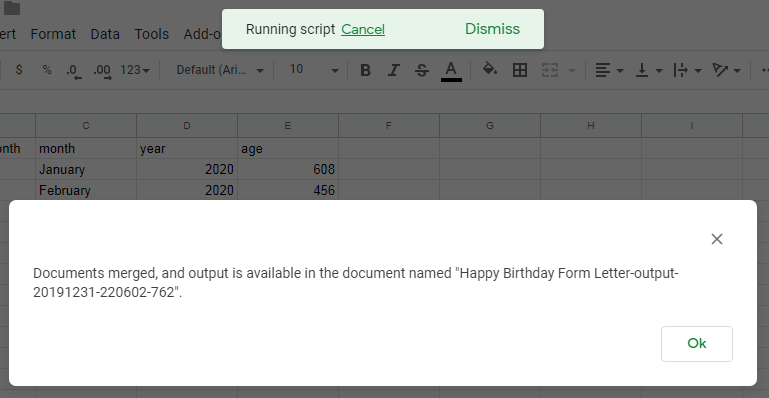 Running script Cancel Dismiss
ert Format Data Tools Add-o
$ % .0 .00 123 Default (Ari... 10 B I S A
C D E F G H I
onth month year age
January 2020 608
February 2020 456
Documents merged, and output is available in the document named "Happy Birthday Form Letter-output-
20191231-220602-762".
Ok